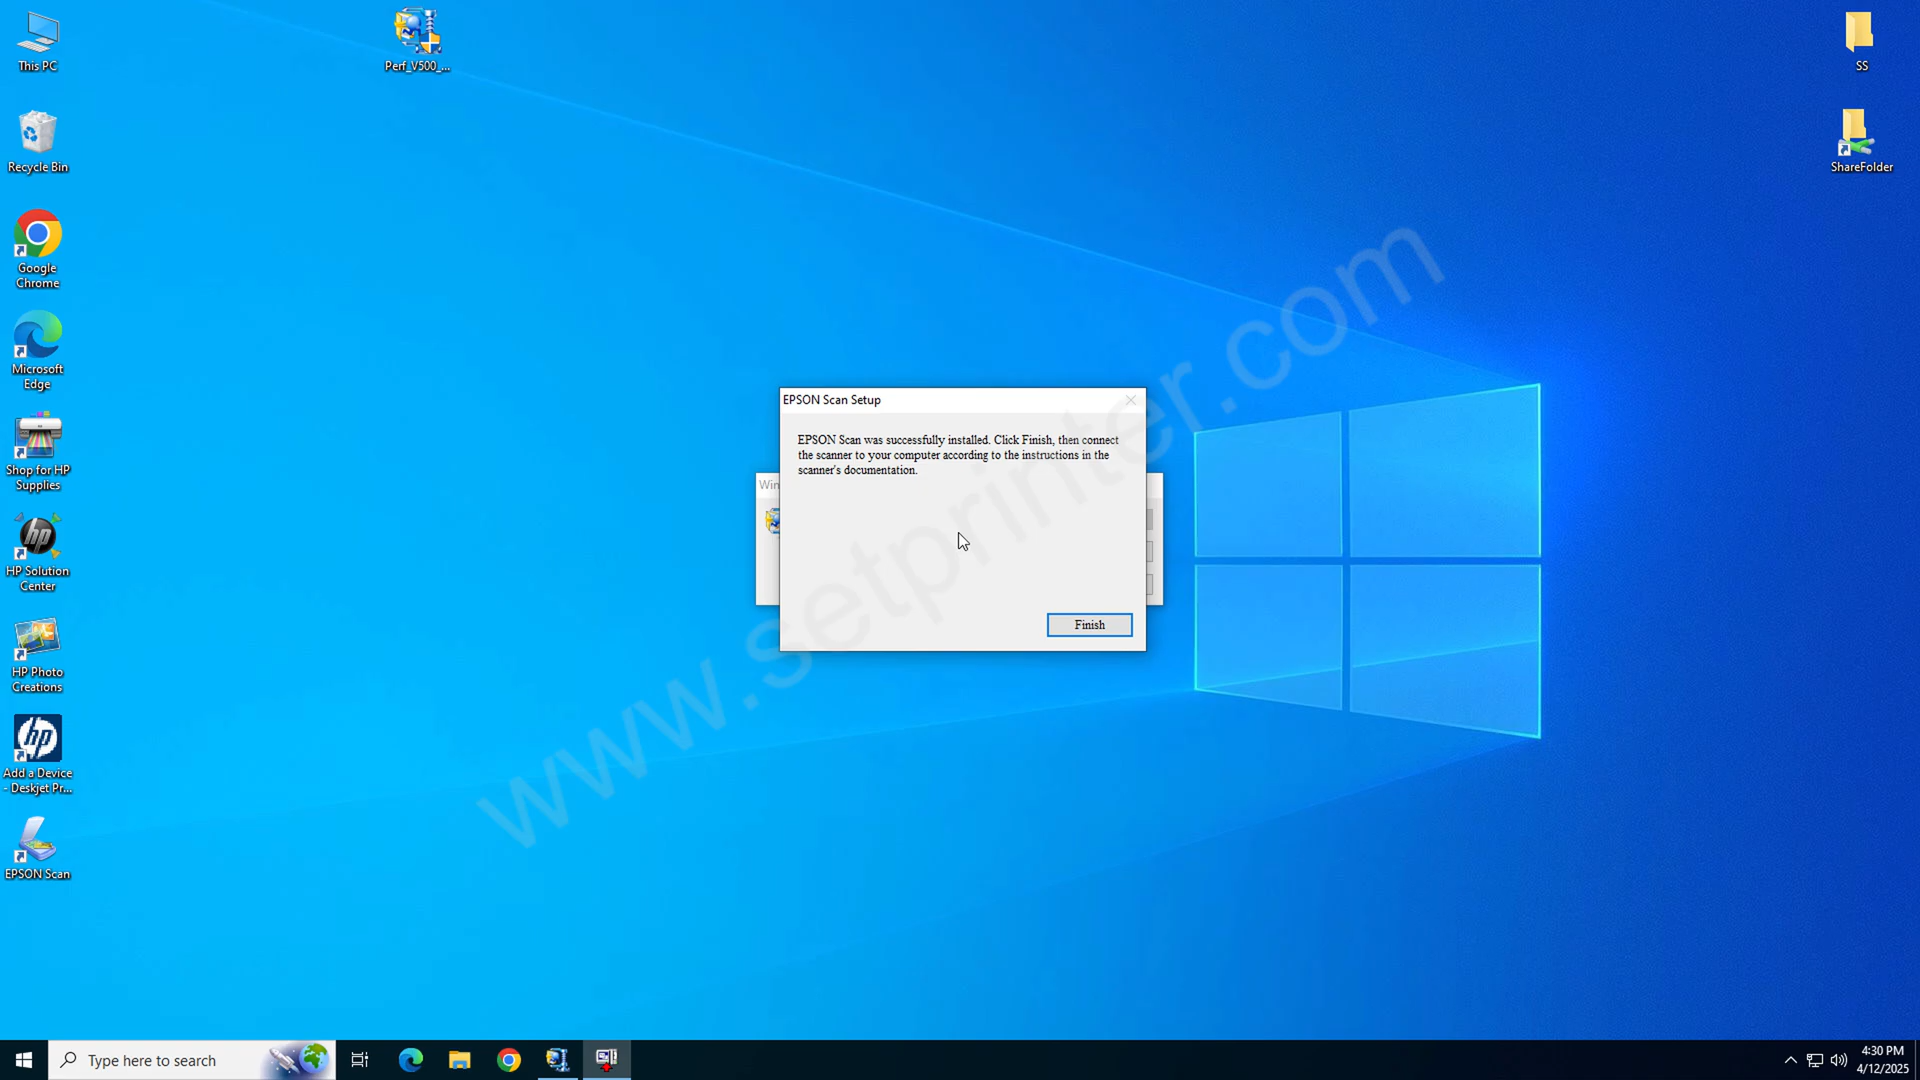 This PC
Perf_V500_...
SS
Recycle Bin
ShareFolder
Google
Chrome
Microsoft
Edge
Shop for HP
Supplies
HP Solution
Center
HP Photo
Creations
Add a Device
- Deskjet Pr...
EPSON Scan
EPSON Scan Setup
EPSON Scan was successfully installed. Click Finish, then connect
the scanner to your computer according to the instructions in the
scanner's documentation.
Finish
Win
www.setprinter.com
Type here to search
4:30 PM
4/12/2025